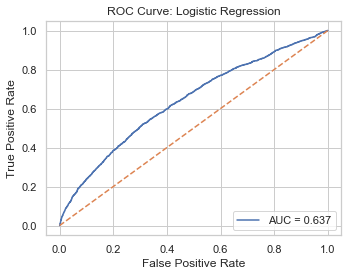 ROC Curve: Logistic Regression
1.0
0.8
0.6
0.4
0.2
0.0
True Positive Rate
AUC = 0.637
0.0 0.2 0.4 0.6 0.8 1.0
False Positive Rate